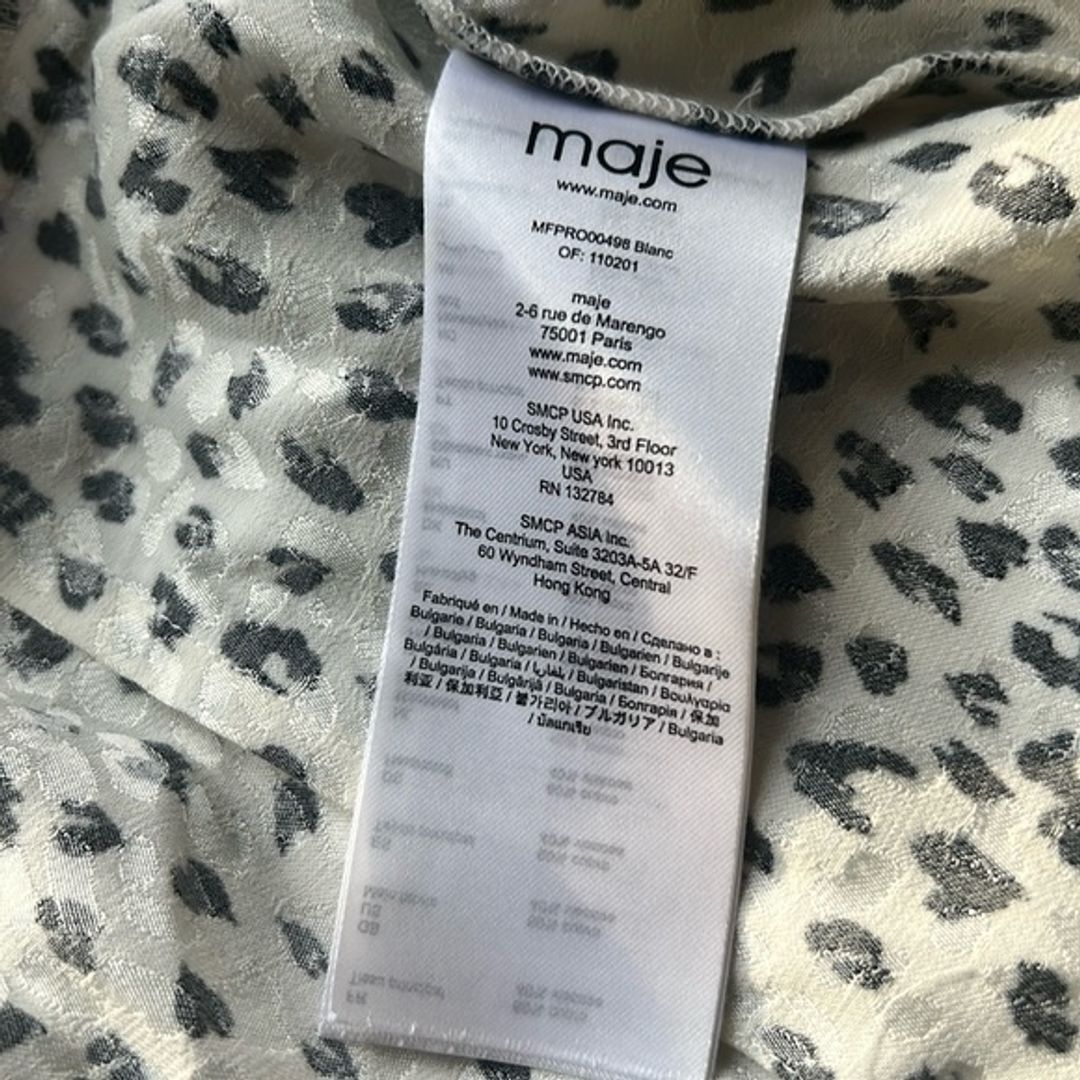 maje
www.maje.com
MFPRO00498 Blanc
OF: 110201
maje
2-6 rue de Marengo
75001 Paris
www.maje.com
www.smcp.com
SMCP USA Inc.
10 Crosby Street, 3rd Floor
New York, New york 10013
USA
RN 132784
SMCP ASIA Inc.
The Centrium, Suite 3203A-5A 32/F
60 Wyndham Street, Central
Hong Kong
Fabriqué en / Made in / Hecho en / Сделано в :
Bulgarie / Bulgaria / Bulgaria / Bulgarien / Bulgarije
/ Bulgaria / Bulgarien / Bulgarien / Болгария /
Bulgária / Bulgaria / بلغاريا / Bulgaristan / Βουλγαρία
/ Bulgarija / Bulgārijā / Bulgaria / Болгарія / 保加
利亚 / 保加利亞 / 불가리아 / ブルガリア / Bulgaria
/ บัลแกเรีย